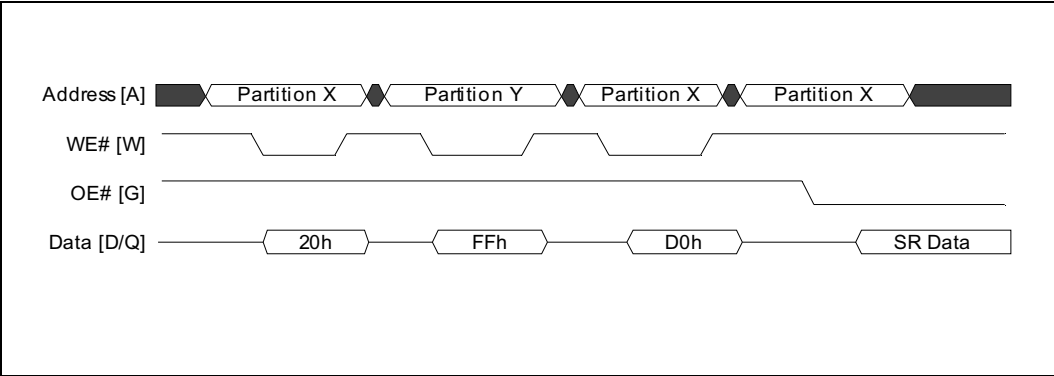 Address [A] Partition X Partition Y Partition X Partition X
WE# [W]
OE# [G]
Data [D/Q] 20h FFh D0h SR Data